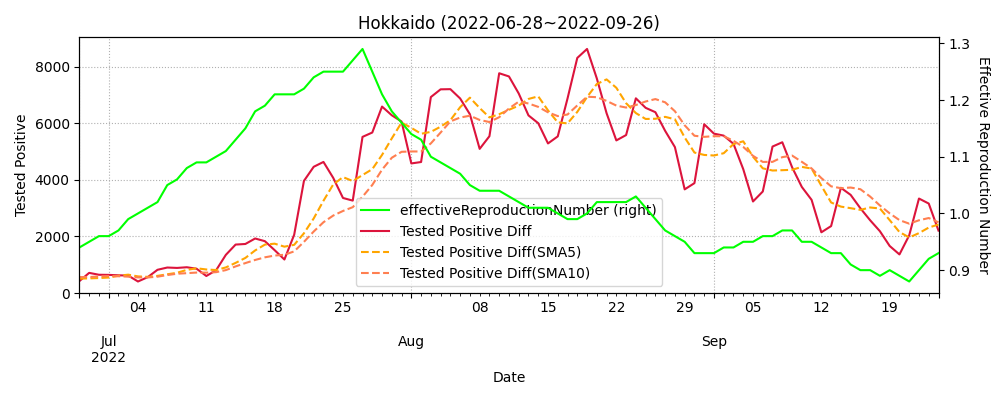 Hokkaido (2022-06-28~2022-09-26)
Tested Positive
8000
6000
4000
2000
0
1.3
1.2
1.1
1.0
0.9
Effective Reproduction Number
effectiveReproductionNumber (right)
Tested Positive Diff
Tested Positive Diff(SMA5)
Tested Positive Diff(SMA10)
04 11 18 25 08 15 22 29 05 12 19
Jul Aug Sep
2022
Date